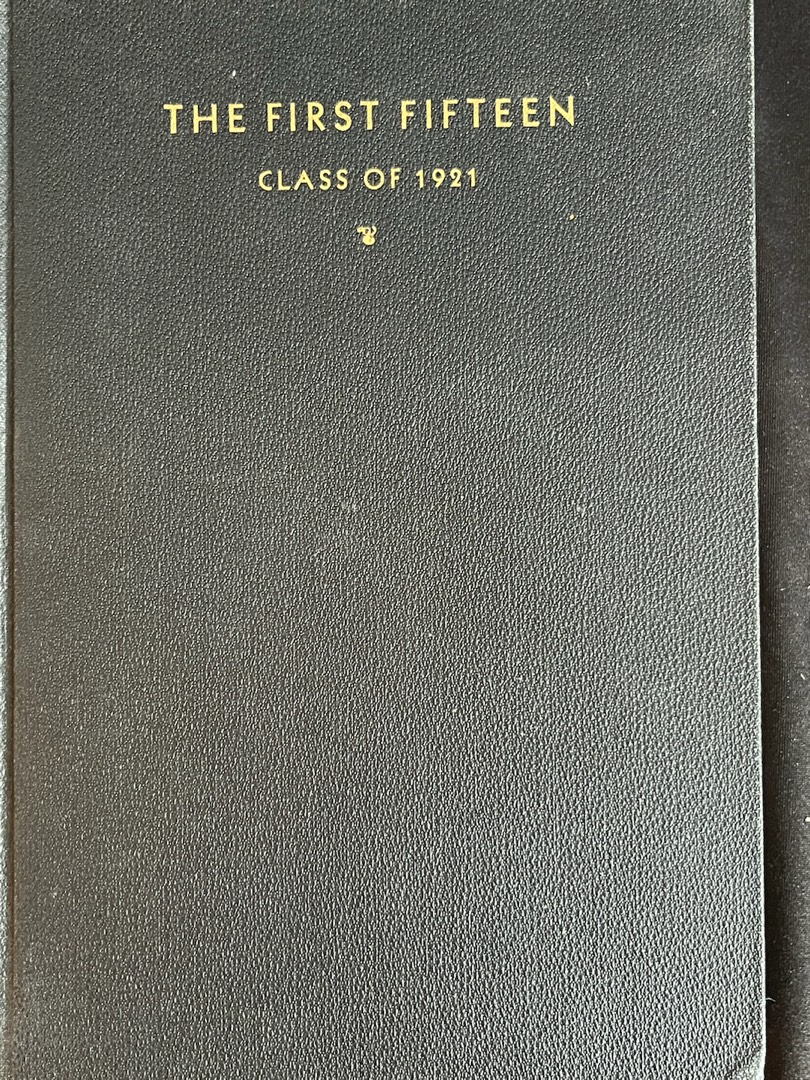 THE FIRST FIFTEEN
CLASS OF 1921